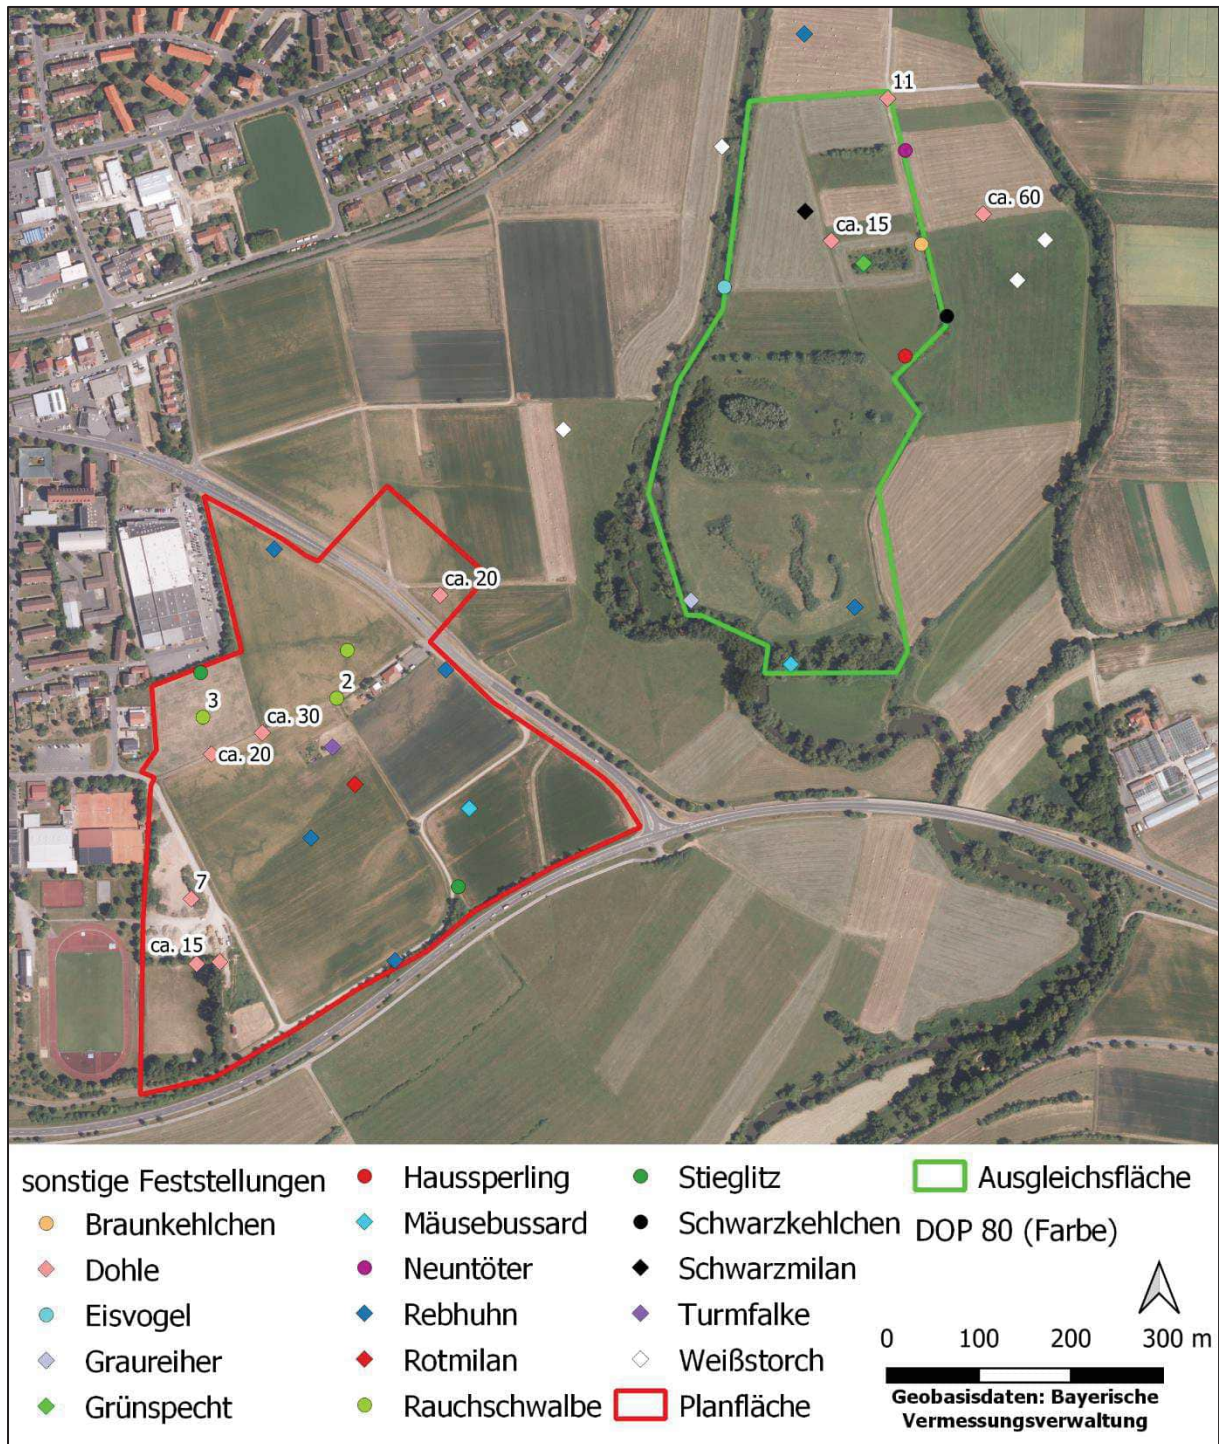 11
ca. 60
ca. 15
ca. 20
2
3
ca. 30
ca. 20
7
ca. 15
sonstige Feststellungen
Braunkehlchen
Dohle
Eisvogel
Graureiher
Grünspecht
Haussperling
Mäusebussard
Neuntöter
Rebhuhn
Rotmilan
Rauchschwalbe
Stieglitz
Schwarzkehlchen
Schwarzmilan
Turmfalke
Weißstorch
Planfläche
Ausgleichsfläche
DOP 80 (Farbe)
0 100 200 300 m
Geobasisdaten: Bayerische
Vermessungsverwaltung